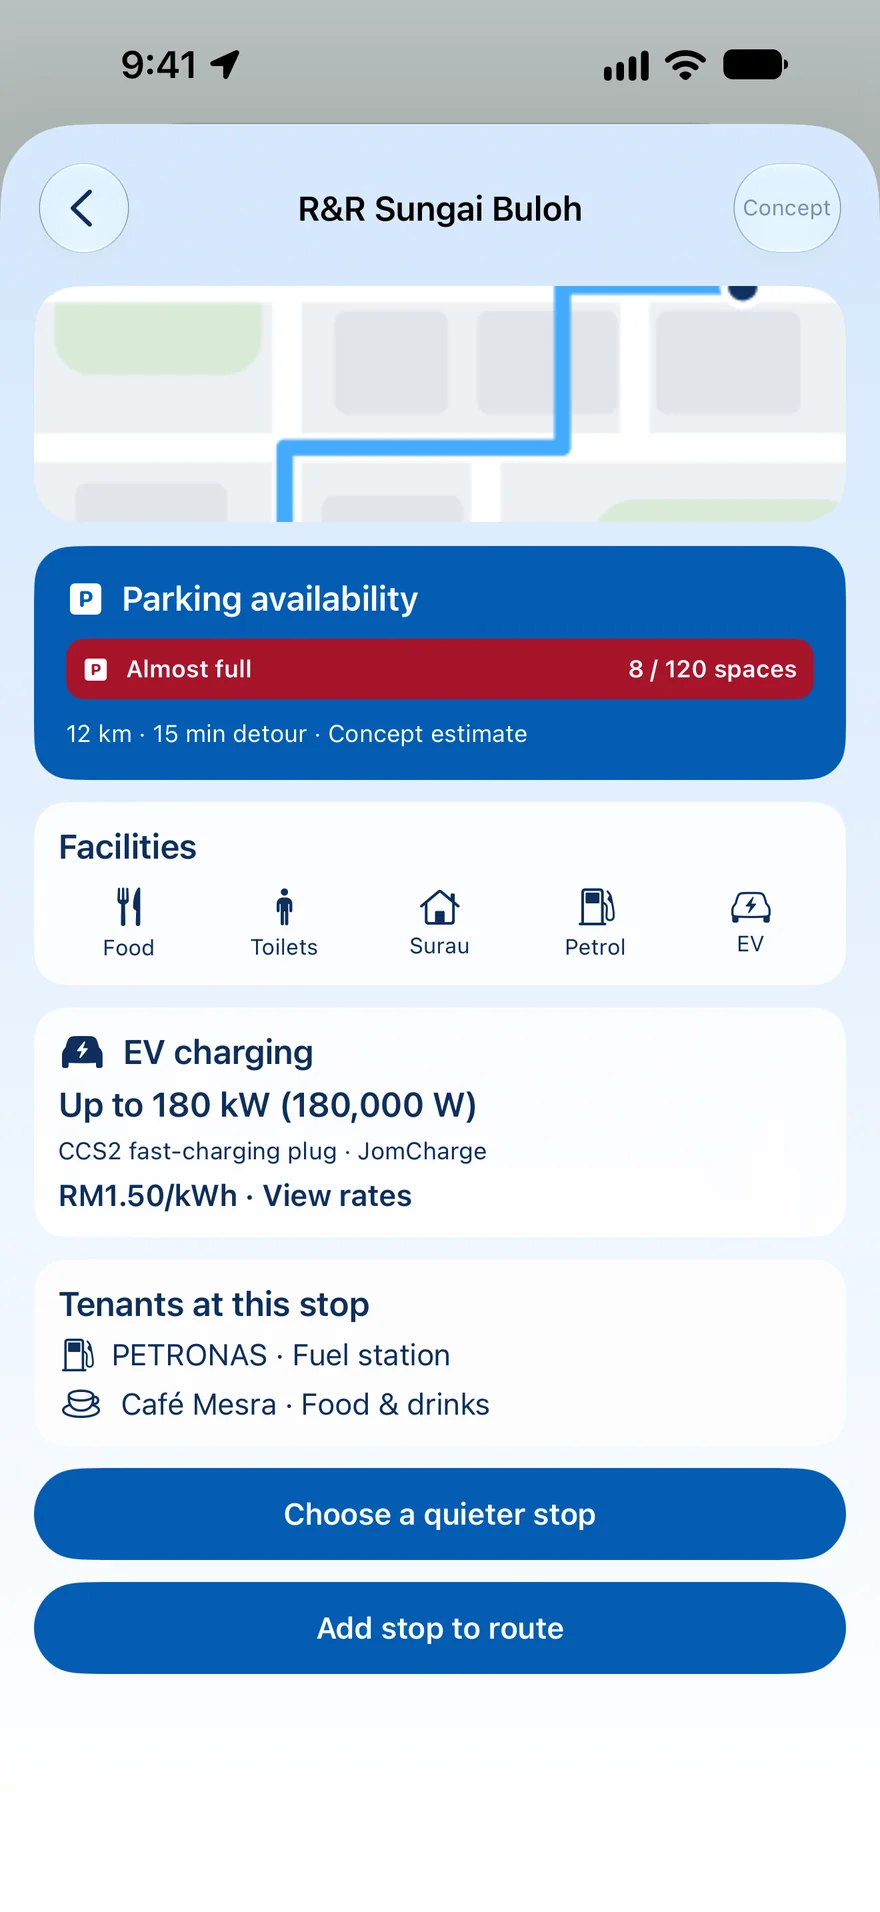 9:41
R&R Sungai Buloh
Concept
P Parking availability
P Almost full 8 / 120 spaces
12 km · 15 min detour · Concept estimate
Facilities
Food Toilets Surau Petrol EV
EV charging
Up to 180 kW (180,000 W)
CCS2 fast-charging plug · JomCharge
RM1.50/kWh · View rates
Tenants at this stop
PETRONAS · Fuel station
Café Mesra · Food & drinks
Choose a quieter stop
Add stop to route